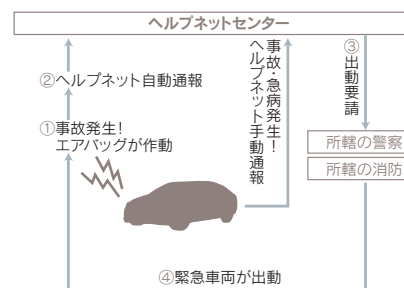 ヘルプネットセンター
②ヘルプネット自動通報
①事故発生!
エアバッグが作動
事故・急病発生!
ヘルプネット手動通報
③出動要請
所轄の警察
所轄の消防
④緊急車両が出動